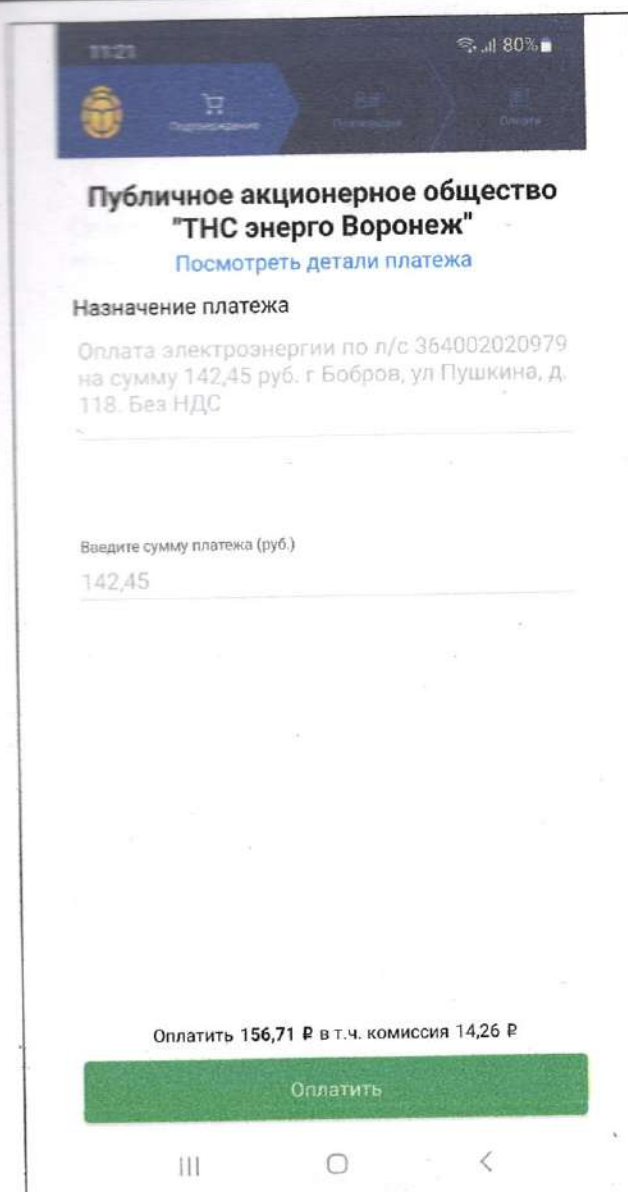 11:21
80%
Подтверждение
Оплата
Публичное акционерное общество
"ТНС энерго Воронеж"
Посмотреть детали платежа
Назначение платежа
Оплата электроэнергии по л/с 364002020979
на сумму 142,45 руб. г Бобров, ул Пушкина, д.
118. Без НДС
Введите сумму платежа (руб.)
142,45
Оплатить 156,71 ₽ в т.ч. комиссия 14,26 ₽
Оплатить